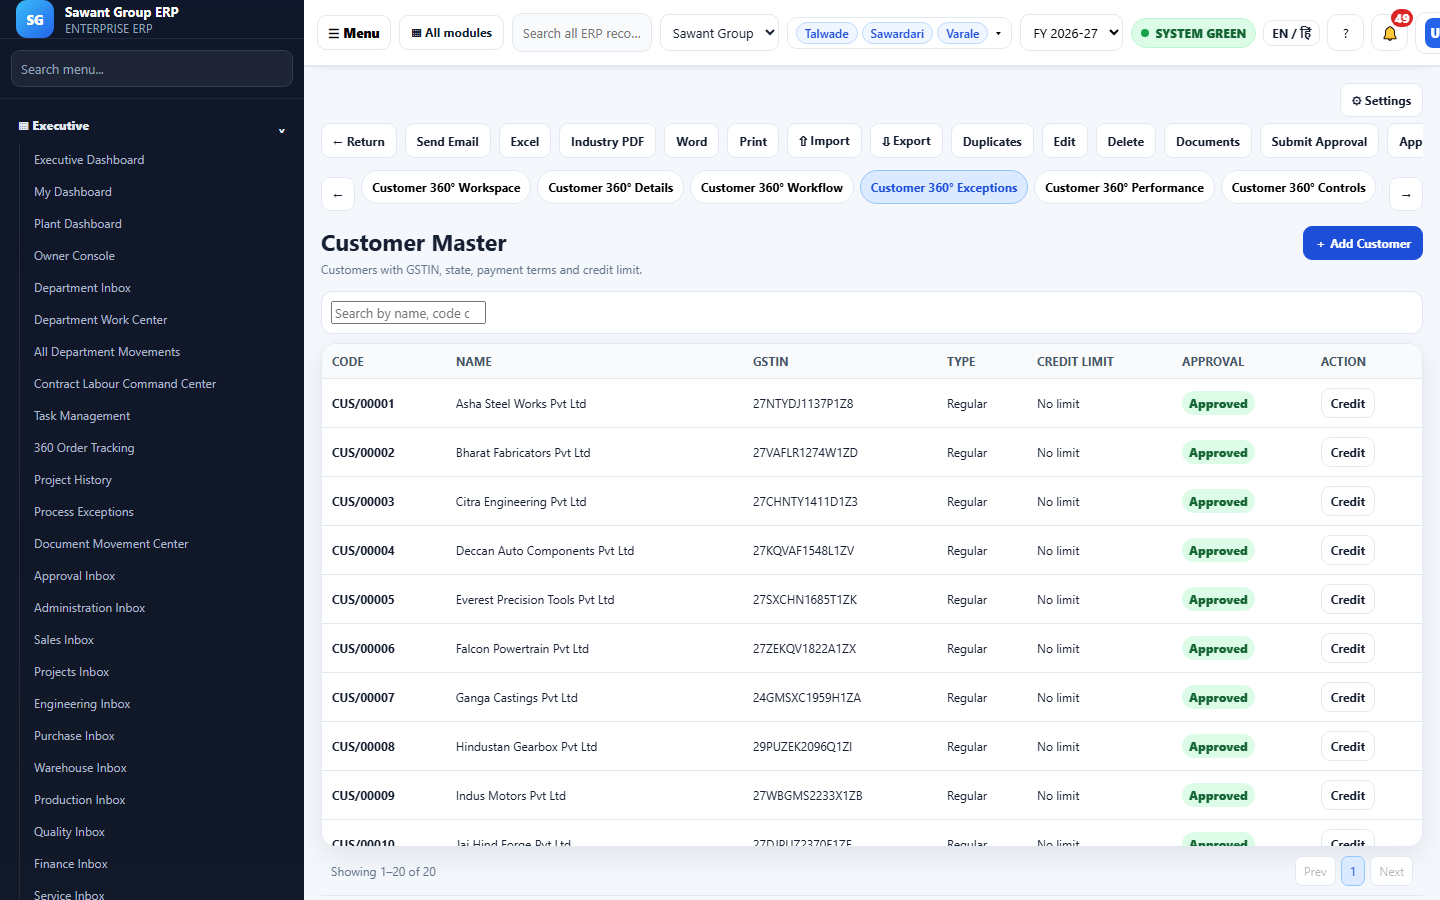 SG
Sawant Group ERP
ENTERPRISE ERP
Search menu...
Executive
Executive Dashboard
My Dashboard
Plant Dashboard
Owner Console
Department Inbox
Department Work Center
All Department Movements
Contract Labour Command Center
Task Management
360 Order Tracking
Project History
Process Exceptions
Document Movement Center
Approval Inbox
Administration Inbox
Sales Inbox
Projects Inbox
Engineering Inbox
Purchase Inbox
Warehouse Inbox
Production Inbox
Quality Inbox
Finance Inbox
Service Inbox
☰ Menu
All modules
Search all ERP reco...
Sawant Group
Talwade
Sawardari
Varale
FY 2026-27
SYSTEM GREEN
EN / हिं
?
49
U
⚙ Settings
← Return
Send Email
Excel
Industry PDF
Word
Print
⇧ Import
⇩ Export
Duplicates
Edit
Delete
Documents
Submit Approval
App
←
Customer 360° Workspace
Customer 360° Details
Customer 360° Workflow
Customer 360° Exceptions
Customer 360° Performance
Customer 360° Controls
→
Customer Master
+ Add Customer
Customers with GSTIN, state, payment terms and credit limit.
Search by name, code c
CODE NAME GSTIN TYPE CREDIT LIMIT APPROVAL ACTION
CUS/00001 Asha Steel Works Pvt Ltd 27NTYDJ1137P1Z8 Regular No limit Approved Credit
CUS/00002 Bharat Fabricators Pvt Ltd 27VAFLR1274W1ZD Regular No limit Approved Credit
CUS/00003 Citra Engineering Pvt Ltd 27CHNTY1411D1Z3 Regular No limit Approved Credit
CUS/00004 Deccan Auto Components Pvt Ltd 27KQVAF1548L1ZV Regular No limit Approved Credit
CUS/00005 Everest Precision Tools Pvt Ltd 27SXCHN1685T1ZK Regular No limit Approved Credit
CUS/00006 Falcon Powertrain Pvt Ltd 27ZEKQV1822A1ZX Regular No limit Approved Credit
CUS/00007 Ganga Castings Pvt Ltd 24GMSXC1959H1ZA Regular No limit Approved Credit
CUS/00008 Hindustan Gearbox Pvt Ltd 29PUZEK2096Q1ZI Regular No limit Approved Credit
CUS/00009 Indus Motors Pvt Ltd 27WBGMS2233X1ZB Regular No limit Approved Credit
CUS/00010 Jai Hind Forge Pvt Ltd Regular No limit Approved Credit
Showing 1–20 of 20
Prev
1
Next